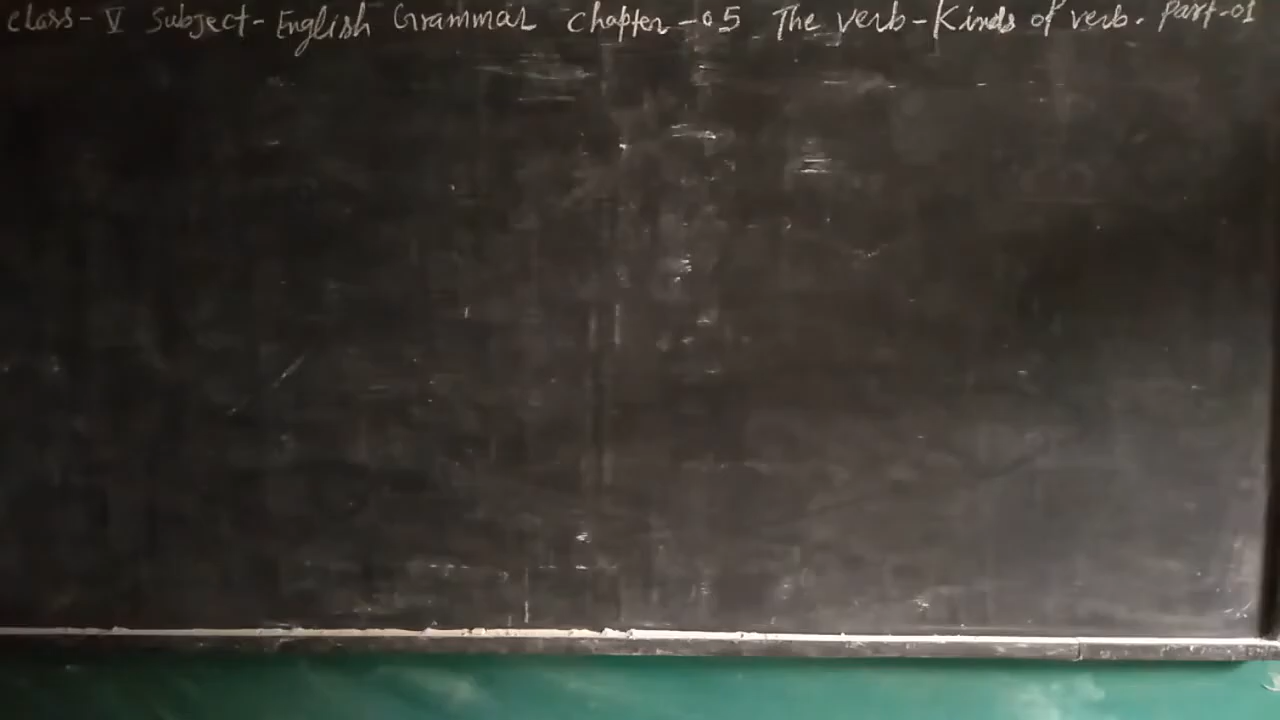 Class - V Subject - English Grammar Chapter - 05 The verb - Kinds of verb. Part-01